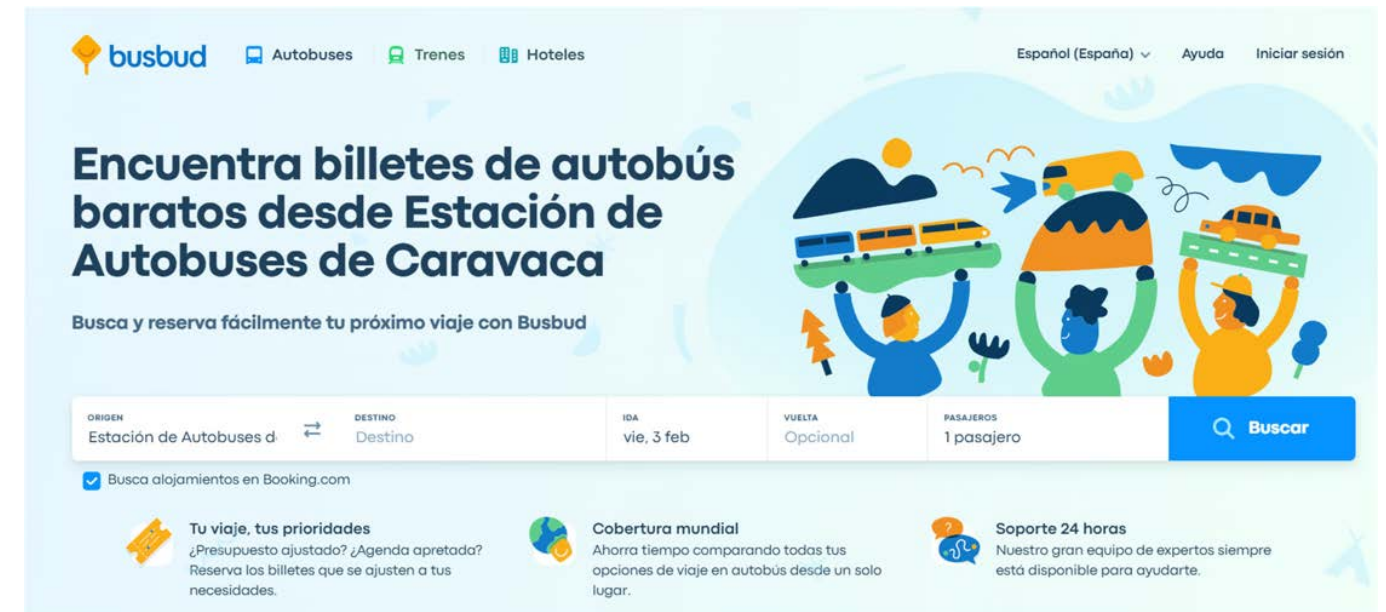 busbud Autobuses Trenes Hoteles Español (España) Ayuda Iniciar sesión
Encuentra billetes de autobús
baratos desde Estación de
Autobuses de Caravaca
Busca y reserva fácilmente tu próximo viaje con Busbud
ORIGEN DESTINO IDA VUELTA PASAJEROS
Estación de Autobuses d Destino vie, 3 feb Opcional 1 pasajero Buscar
Busca alojamientos en Booking.com
Tu viaje, tus prioridades
¿Presupuesto ajustado? ¿Agenda apretada?
Reserva los billetes que se ajusten a tus
necesidades.
Cobertura mundial
Ahorra tiempo comparando todas tus
opciones de viaje en autobús desde un solo
lugar.
Soporte 24 horas
Nuestro gran equipo de expertos siempre
está disponible para ayudarte.